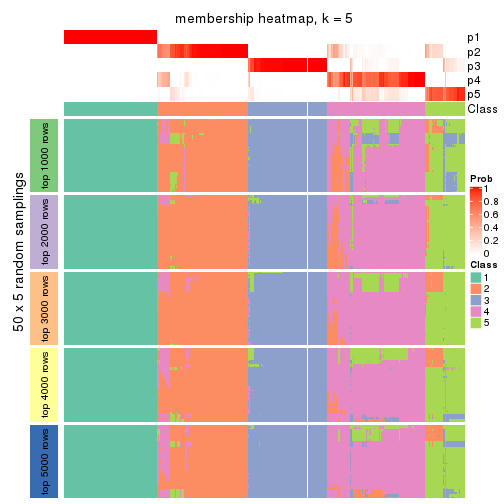 membership heatmap, k = 5
p1
p2
p3
p4
p5
Class
50 x 5 random samplings
top 1000 rows
top 2000 rows
top 3000 rows
top 4000 rows
top 5000 rows
Prob
1
0.8
0.6
0.4
0.2
0
Class
1
2
3
4
5